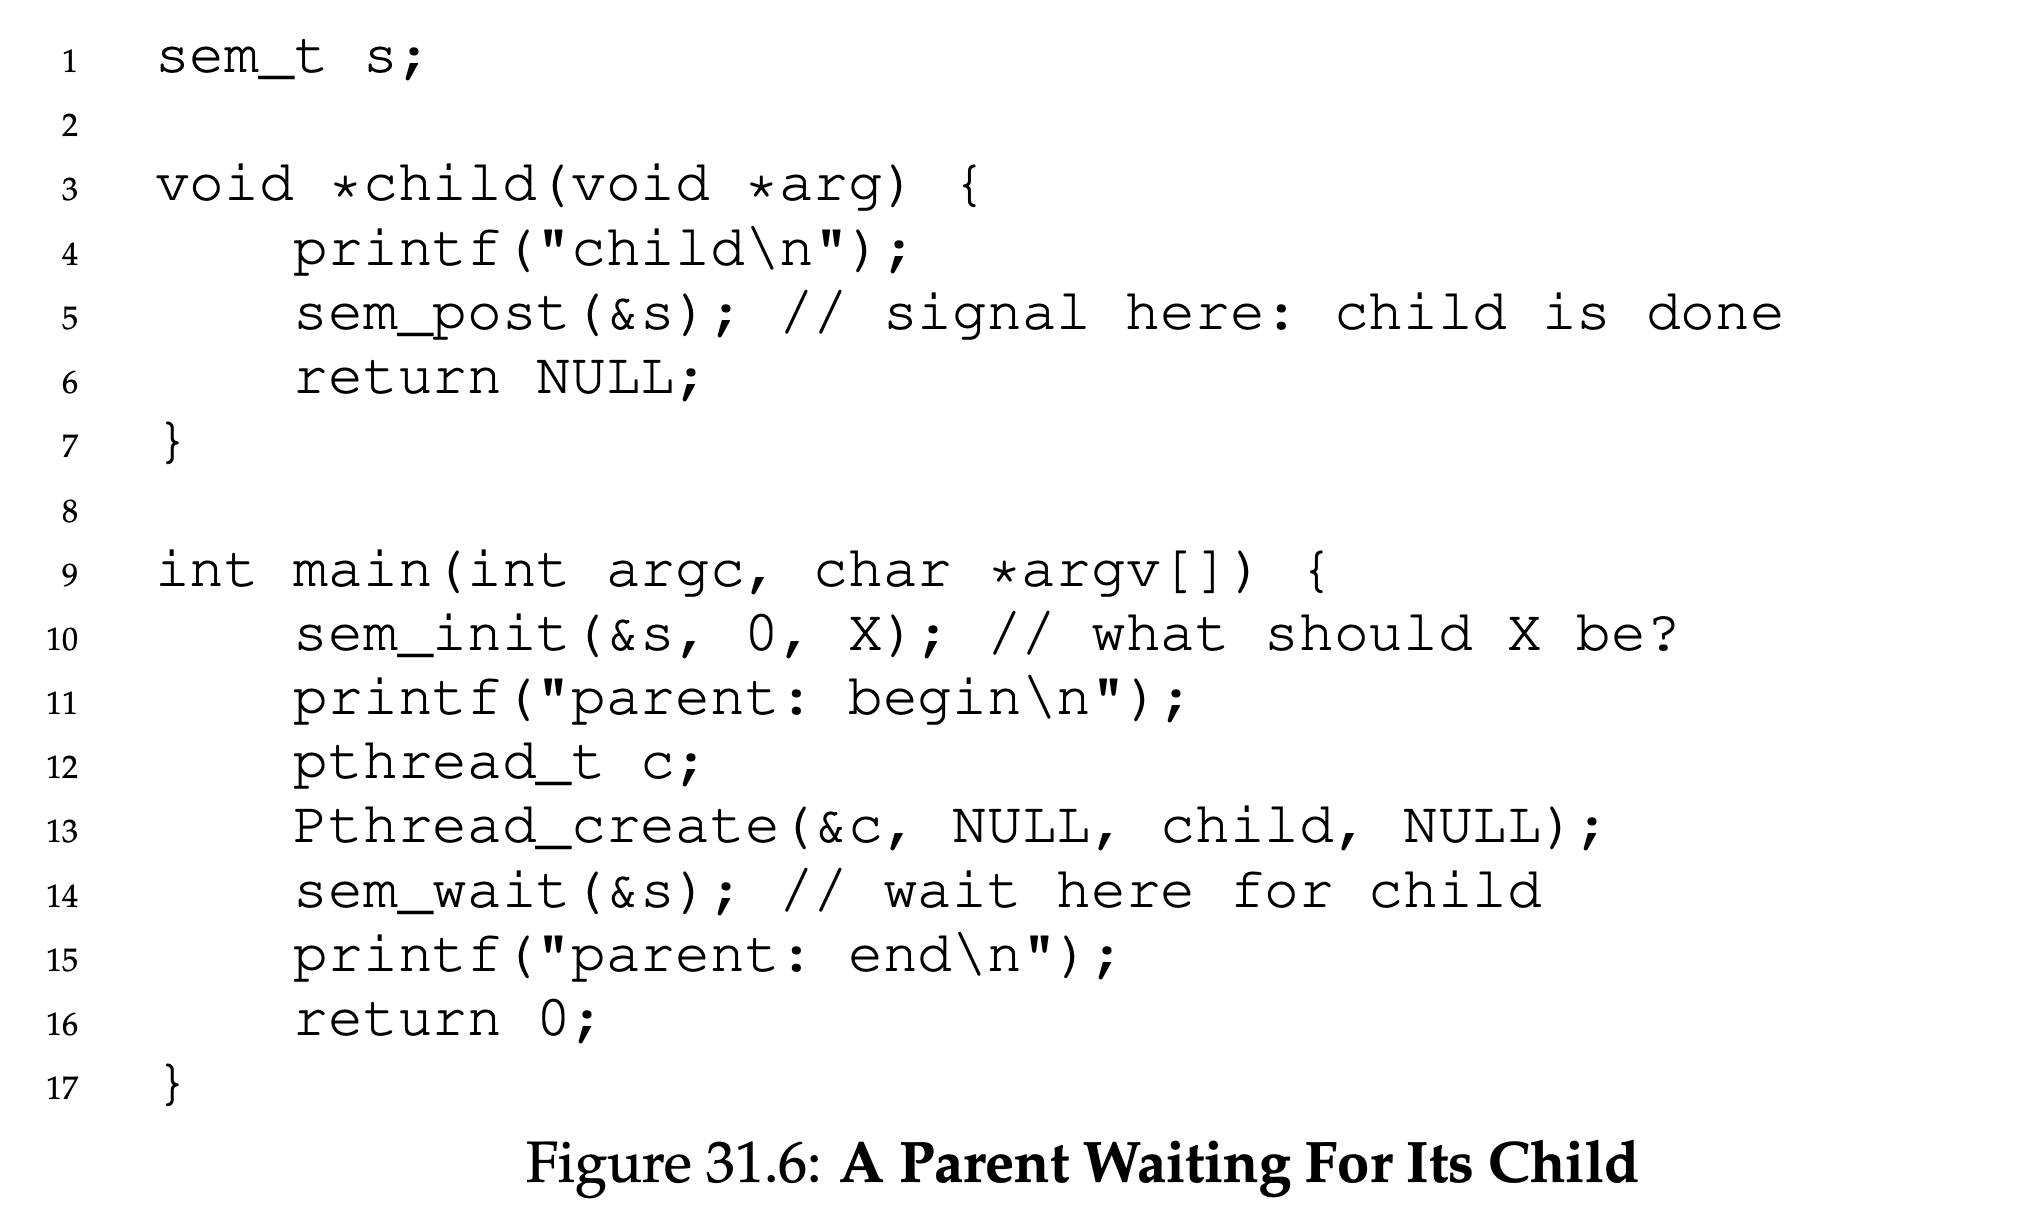 1 sem_t s;
2
3 void *child(void *arg) {
4     printf("child\n");
5     sem_post(&s); // signal here: child is done
6     return NULL;
7 }
8
9 int main(int argc, char *argv[]) {
10     sem_init(&s, 0, X); // what should X be?
11     printf("parent: begin\n");
12     pthread_t c;
13     Pthread_create(&c, NULL, child, NULL);
14     sem_wait(&s); // wait here for child
15     printf("parent: end\n");
16     return 0;
17 }
Figure 31.6: A Parent Waiting For Its Child